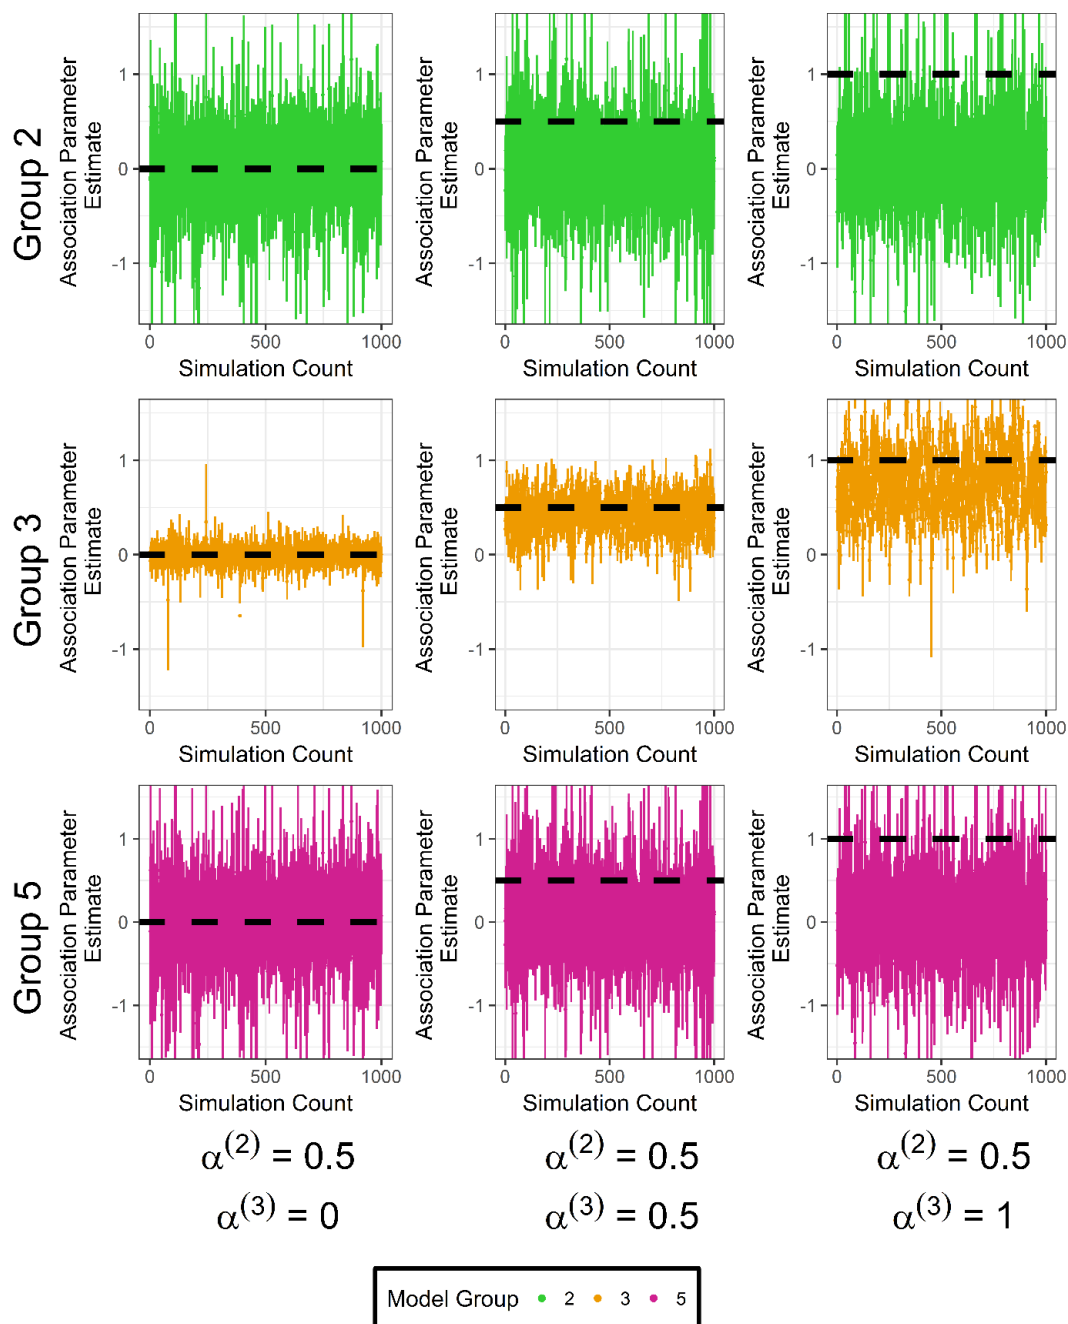 Group 2
Association Parameter
Estimate
1
0
-1
0
500
1000
Simulation Count
Association Parameter
Estimate
1
0
-1
0
500
1000
Simulation Count
Association Parameter
Estimate
1
0
-1
0
500
1000
Simulation Count
Group 3
Association Parameter
Estimate
1
0
-1
0
500
1000
Simulation Count
Association Parameter
Estimate
1
0
-1
0
500
1000
Simulation Count
Association Parameter
Estimate
1
0
-1
0
500
1000
Simulation Count
Group 5
Association Parameter
Estimate
1
0
-1
0
500
1000
Simulation Count
Association Parameter
Estimate
1
0
-1
0
500
1000
Simulation Count
Association Parameter
Estimate
1
0
-1
0
500
1000
Simulation Count
α⁽²⁾ = 0.5
α⁽²⁾ = 0.5
α⁽²⁾ = 0.5
α⁽³⁾ = 0
α⁽³⁾ = 0.5
α⁽³⁾ = 1
Model Group 2 3 5